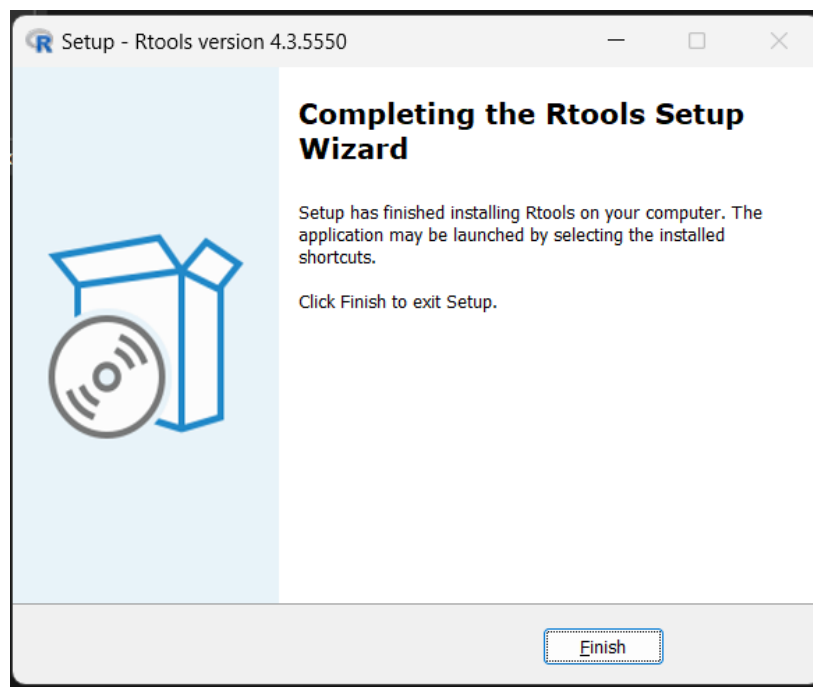 Setup - Rtools version 4.3.5550
Completing the Rtools Setup
Wizard
Setup has finished installing Rtools on your computer. The
application may be launched by selecting the installed
shortcuts.
Click Finish to exit Setup.
Finish